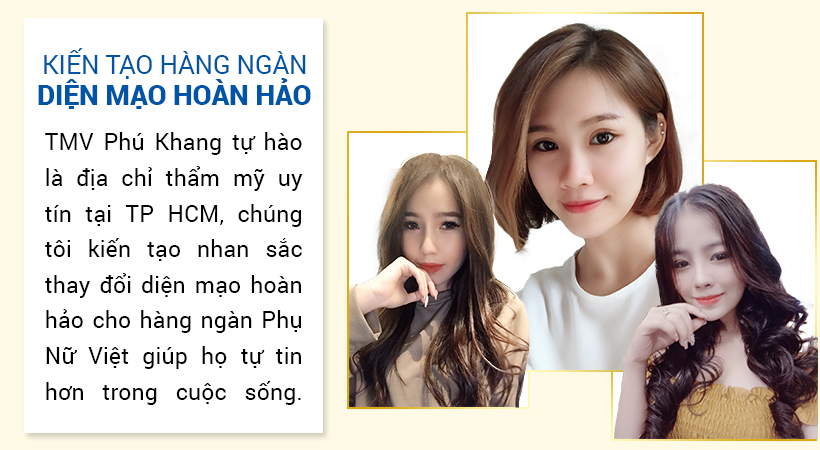 KIẾN TẠO HÀNG NGÀN
DIỆN MẠO HOÀN HẢO
TMV Phú Khang tự hào
là địa chỉ thẩm mỹ uy
tín tại TP HCM, chúng
tôi kiến tạo nhan sắc
thay đổi diện mạo hoàn
hảo cho hàng ngàn Phụ
Nữ Việt giúp họ tự tin
hơn trong cuộc sống.